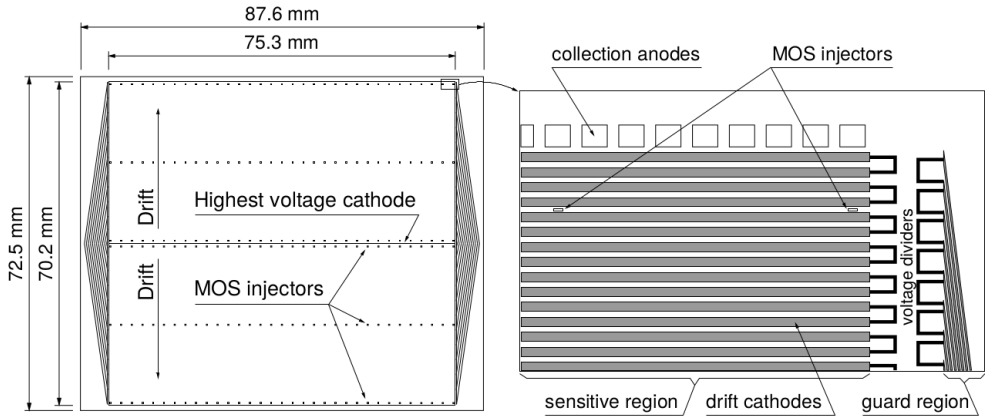 87.6 mm
75.3 mm
72.5 mm
70.2 mm
Drift
Highest voltage cathode
Drift
MOS injectors
collection anodes
MOS injectors
voltage dividers
sensitive region
drift cathodes
guard region